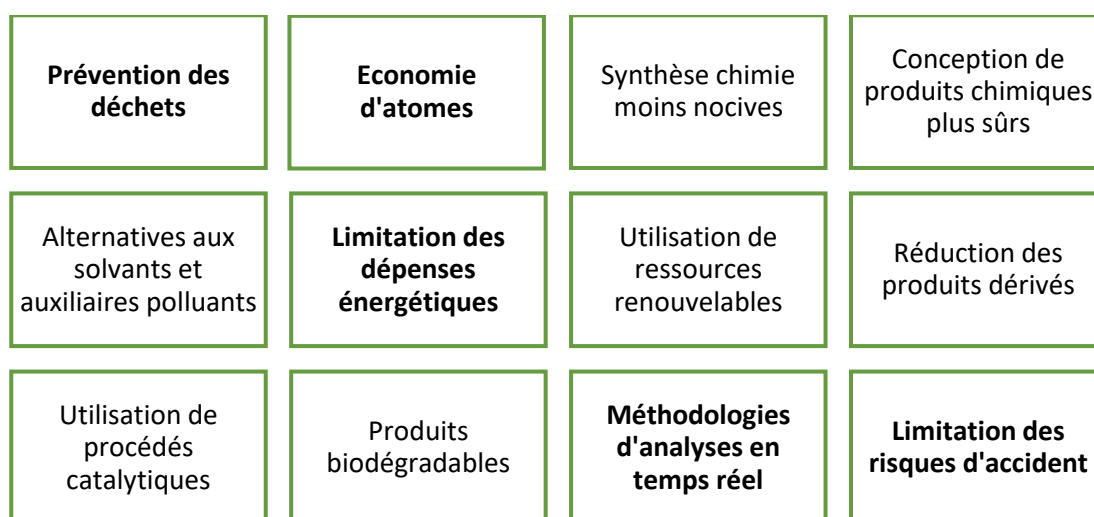 Prévention des
déchets
Economie
d'atomes
Synthèse chimie
moins nocives
Conception de
produits chimiques
plus sûrs
Alternatives aux
solvants et
auxiliaires polluants
Limitation des
dépenses
énergétiques
Utilisation de
ressources
renouvelables
Réduction des
produits dérivés
Utilisation de
procédés
catalytiques
Produits
biodégradables
Méthodologies
d'analyses en
temps réel
Limitation des
risques d'accident